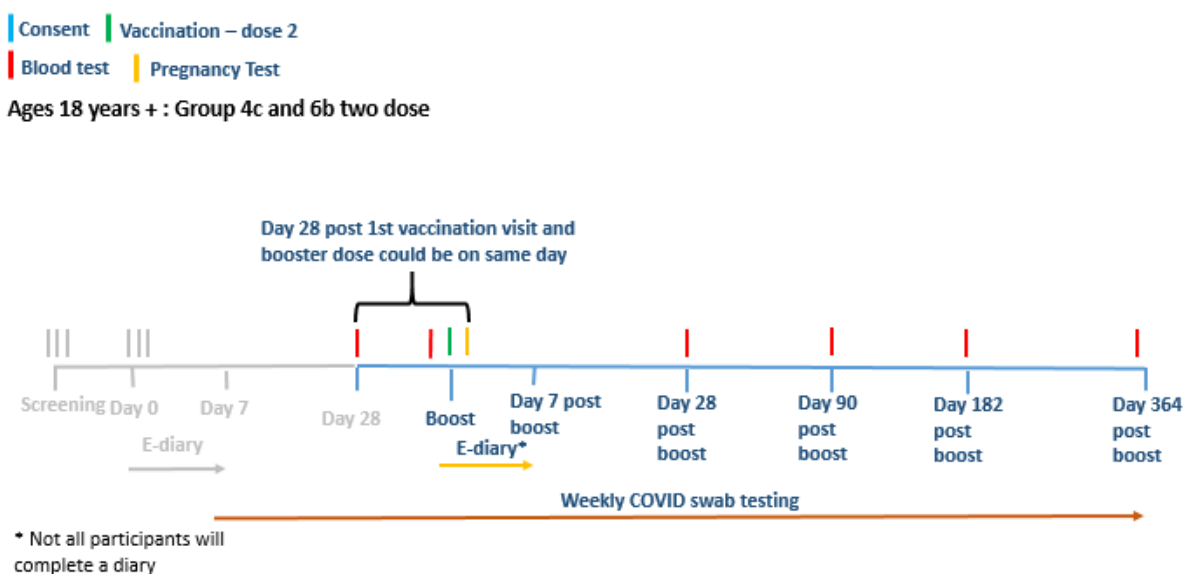 Consent Vaccination – dose 2
Blood test Pregnancy Test
Ages 18 years + : Group 4c and 6b two dose
Day 28 post 1st vaccination visit and
booster dose could be on same day
Screening
Day 0
Day 7
E-diary
Day 28
Boost
E-diary*
Day 7 post
boost
Day 28
post
boost
Day 90
post
boost
Day 182
post
boost
Day 364
post
boost
Weekly COVID swab testing
* Not all participants will
complete a diary